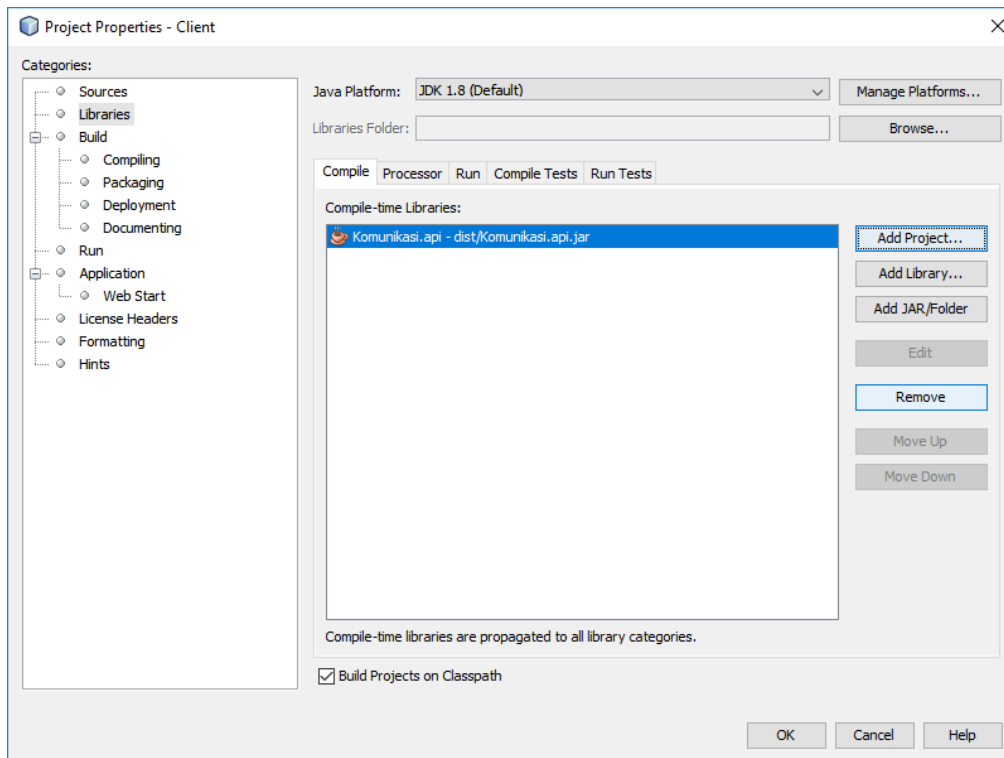 Project Properties - Client
Categories:
Sources
Libraries
Build
Compiling
Packaging
Deployment
Documenting
Run
Application
Web Start
License Headers
Formatting
Hints
Java Platform: JDK 1.8 (Default) Manage Platforms...
Libraries Folder: Browse...
Compile Processor Run Compile Tests Run Tests
Compile-time Libraries:
Komunikasi.api - dist/Komunikasi.api.jar
Add Project...
Add Library...
Add JAR/Folder
Edit
Remove
Move Up
Move Down
Compile-time libraries are propagated to all library categories.
Build Projects on Classpath
OK Cancel Help